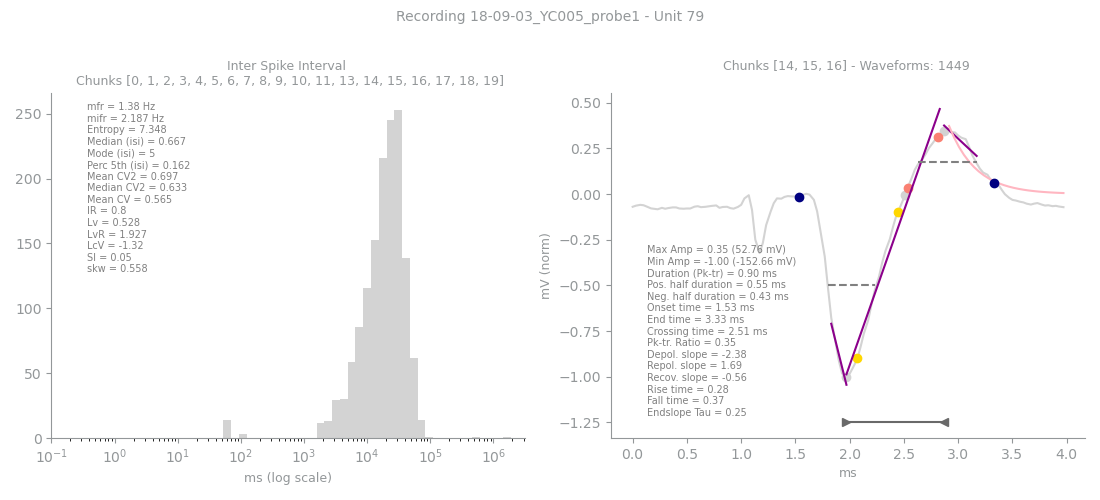 Recording 18-09-03_YC005_probe1 - Unit 79
Inter Spike Interval
Chunks [0, 1, 2, 3, 4, 5, 6, 7, 8, 9, 10, 11, 13, 14, 15, 16, 17, 18, 19]
250
200
150
100
50
0
mfr = 1.38 Hz
mifr = 2.187 Hz
Entropy = 7.348
Median (isi) = 0.667
Mode (isi) = 5
Perc 5th (isi) = 0.162
Mean CV2 = 0.697
Median CV2 = 0.633
Mean CV = 0.565
IR = 0.8
Lv = 0.528
LvR = 1.927
LcV = -1.32
SI = 0.05
skw = 0.558
10⁻¹ 10⁰ 10¹ 10² 10³ 10⁴ 10⁵ 10⁶
ms (log scale)
Chunks [14, 15, 16] - Waveforms: 1449
mV (norm)
0.50
0.25
0.00
−0.25
−0.50
−0.75
−1.00
−1.25
Max Amp = 0.35 (52.76 mV)
Min Amp = -1.00 (-152.66 mV)
Duration (Pk-tr) = 0.90 ms
Pos. half duration = 0.55 ms
Neg. half duration = 0.43 ms
Onset time = 1.53 ms
End time = 3.33 ms
Crossing time = 2.51 ms
Pk-tr. Ratio = 0.35
Depol. slope = -2.38
Repol. slope = 1.69
Recov. slope = -0.56
Rise time = 0.28
Fall time = 0.37
Endslope Tau = 0.25
0.0 0.5 1.0 1.5 2.0 2.5 3.0 3.5 4.0
ms